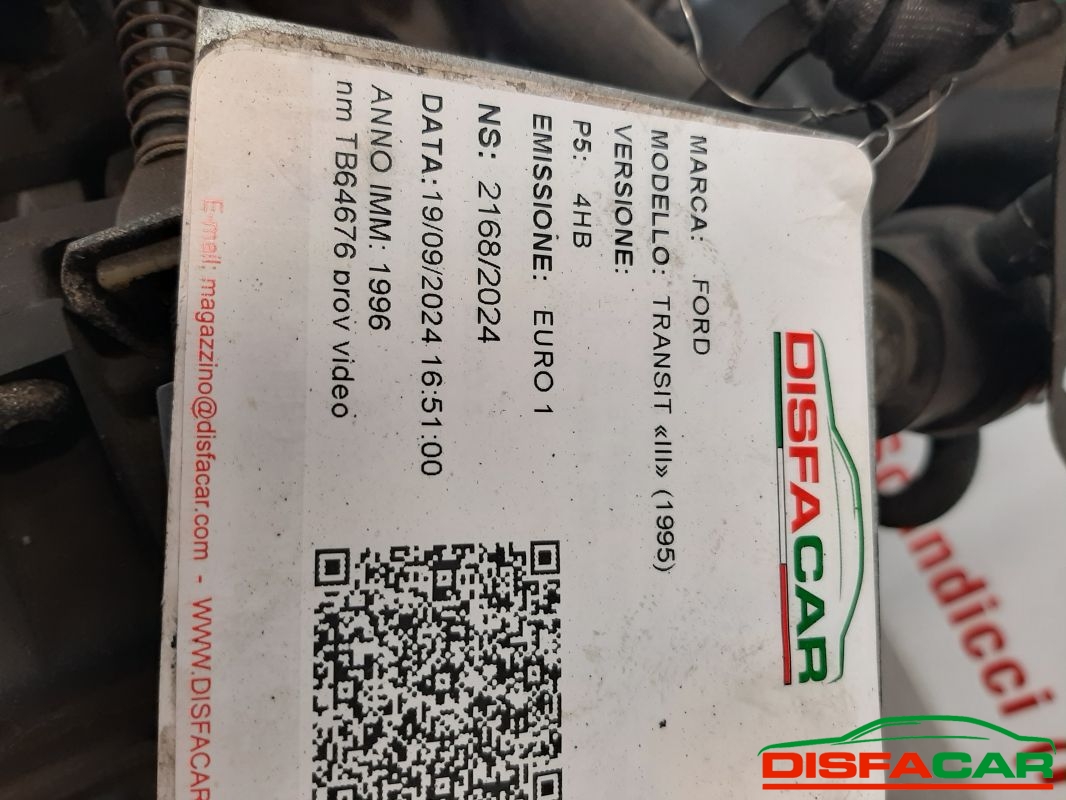 DISFACAR
MARCA: FORD
MODELLO: TRANSIT «III» (1995)
VERSIONE:
P5: 4HB
EMISSIONE: EURO 1
NS: 2168/2024
DATA:19/09/2024 16:51:00
ANNO IMM: 1996
nm TB64676 prov video
E-mail: magazzino@disfacar.com - WWW.DISFACAR
DISFACAR